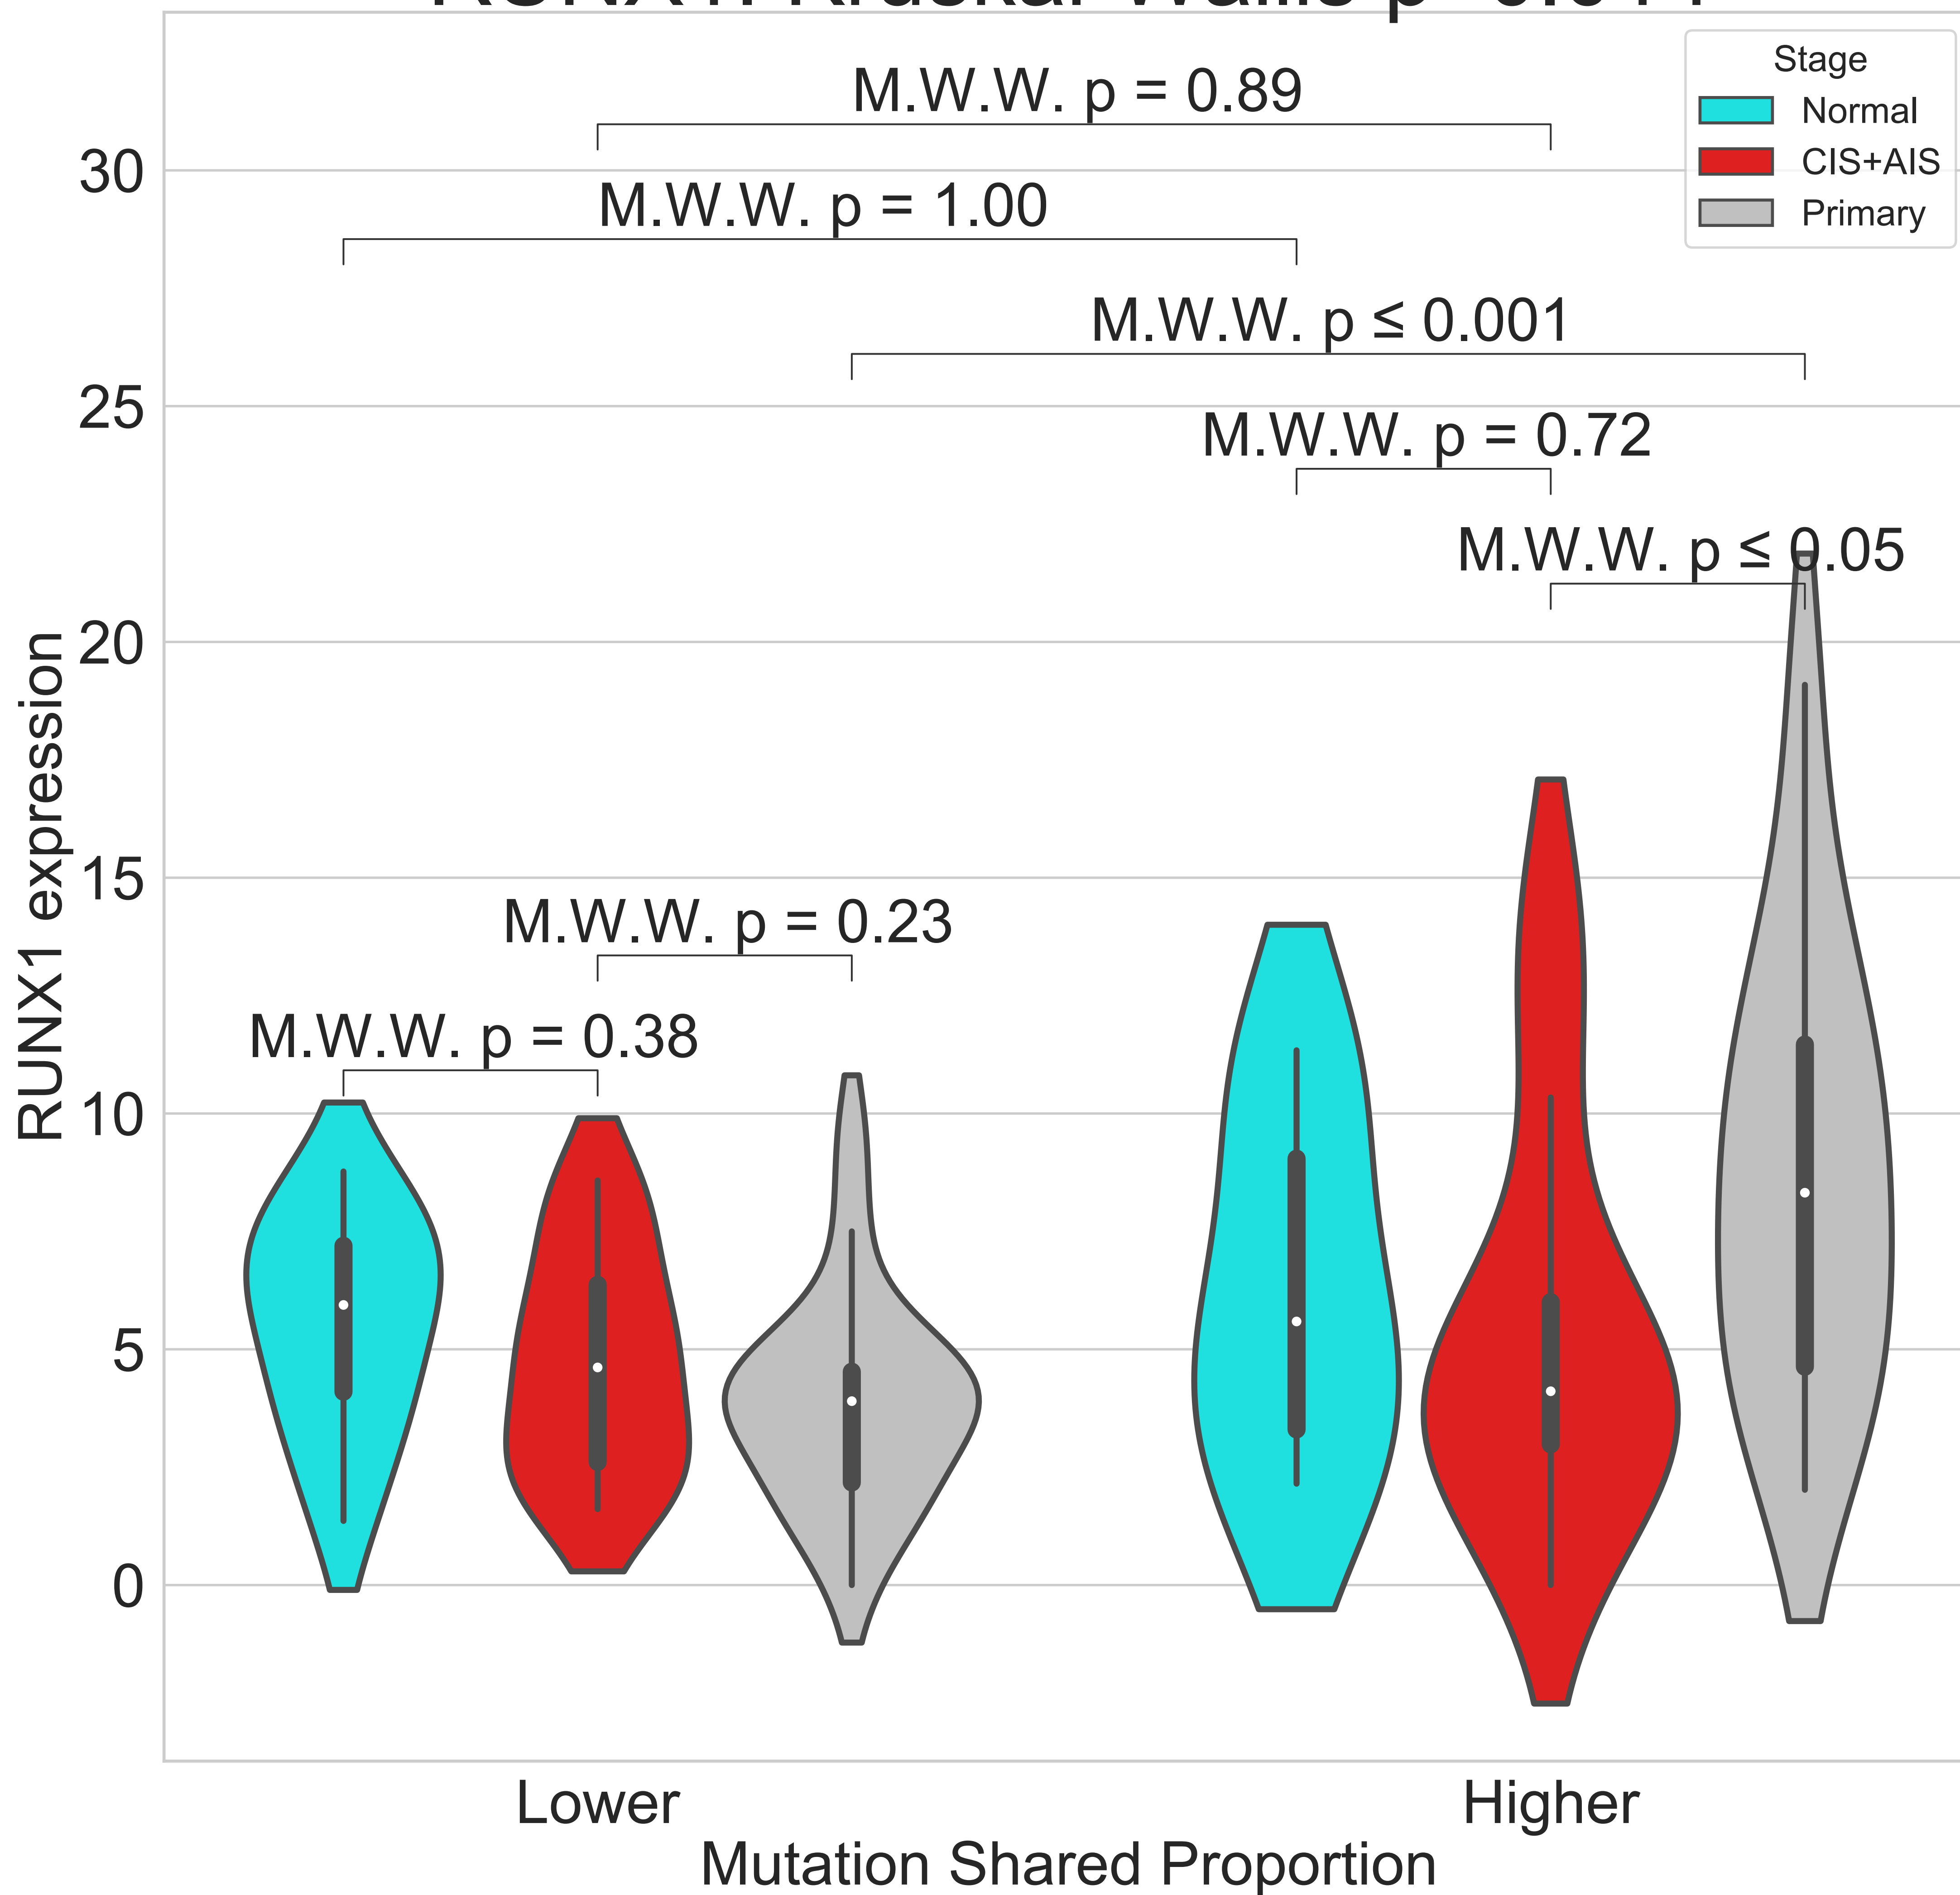 Stage
Normal
CIS+AIS
Primary
M.W.W. p = 0.89
M.W.W. p = 1.00
M.W.W. p ≤ 0.001
M.W.W. p = 0.72
M.W.W. p ≤ 0.05
M.W.W. p = 0.23
M.W.W. p = 0.38
30
25
20
15
10
5
0
RUNX1 expression
Lower
Higher
Mutation Shared Proportion